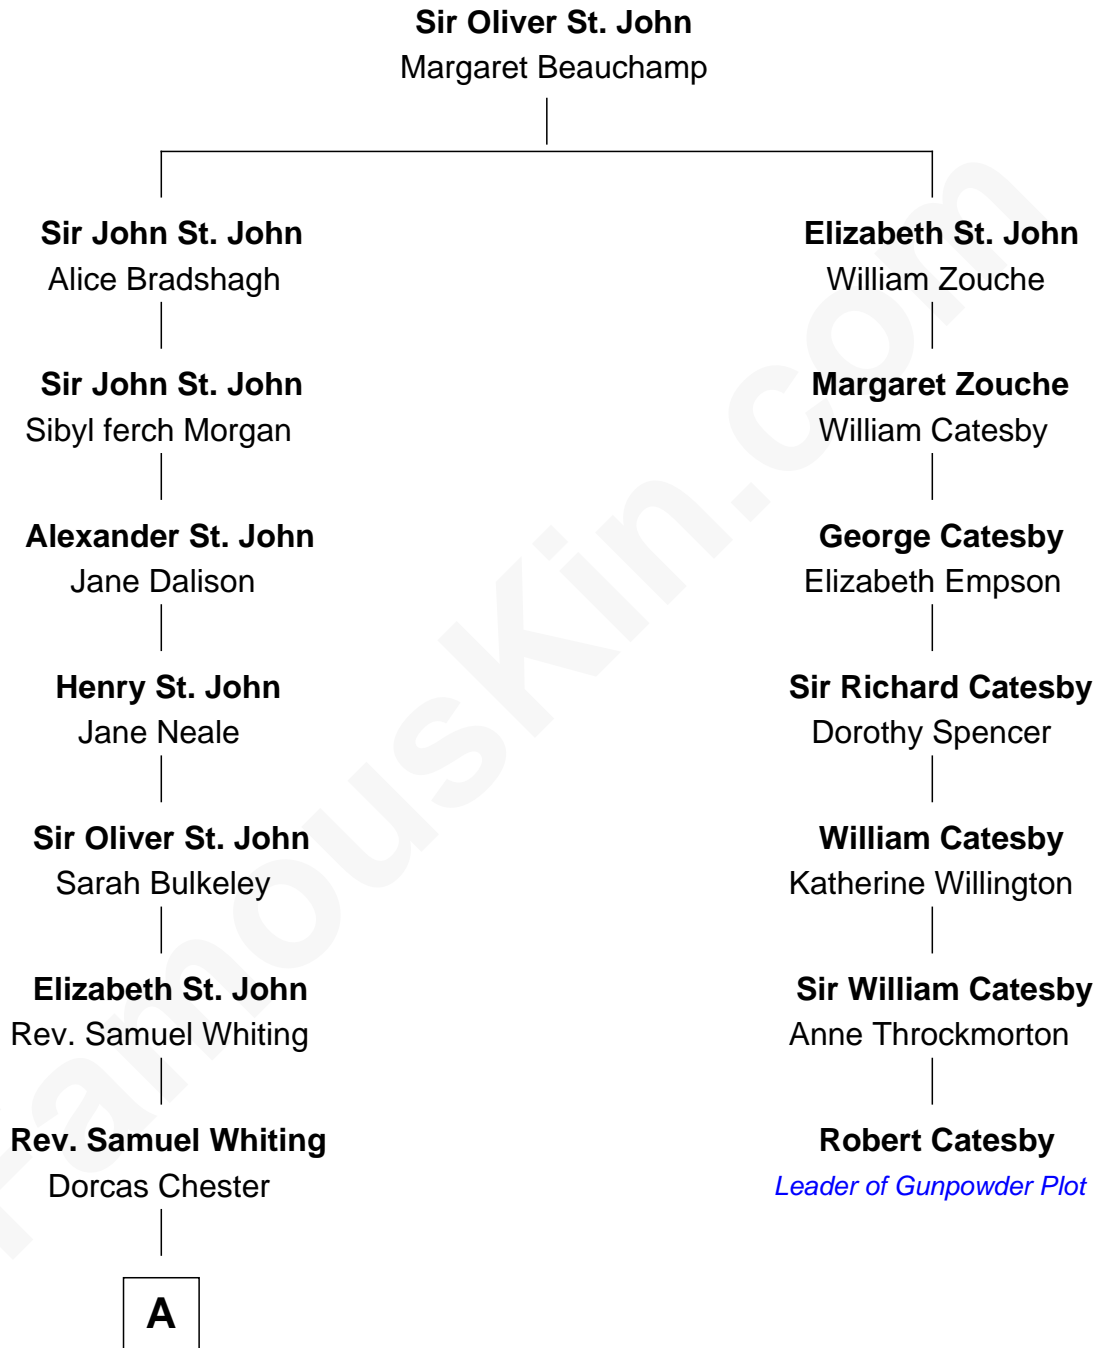 Sir Oliver St. John
Margaret Beauchamp
Sir John St. John
Alice Bradshagh
Sir John St. John
Sibyl ferch Morgan
Alexander St. John
Jane Dalison
Henry St. John
Jane Neale
Sir Oliver St. John
Sarah Bulkeley
Elizabeth St. John
Rev. Samuel Whiting
Rev. Samuel Whiting
Dorcas Chester
A
Elizabeth St. John
William Zouche
Margaret Zouche
William Catesby
George Catesby
Elizabeth Empson
Sir Richard Catesby
Dorothy Spencer
William Catesby
Katherine Willington
Sir William Catesby
Anne Throckmorton
Robert Catesby
Leader of Gunpowder Plot
FamousKin.com